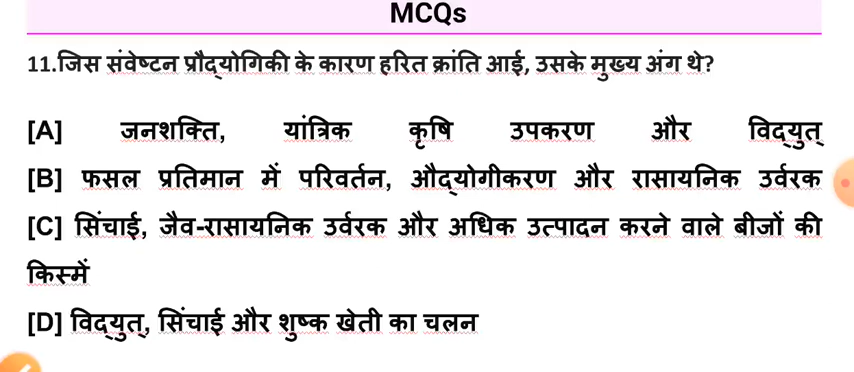 MCQs
11.जिस संवेष्टन प्रौद्योगिकी के कारण हरित क्रांति आई, उसके मुख्य अंग थे?
[A] जनशक्ति, यांत्रिक कृषि उपकरण और विद्युत्
[B] फसल प्रतिमान में परिवर्तन, औद्योगीकरण और रासायनिक उर्वरक
[C] सिंचाई, जैव-रासायनिक उर्वरक और अधिक उत्पादन करने वाले बीजों की
किस्में
[D] विद्युत्, सिंचाई और शुष्क खेती का चलन